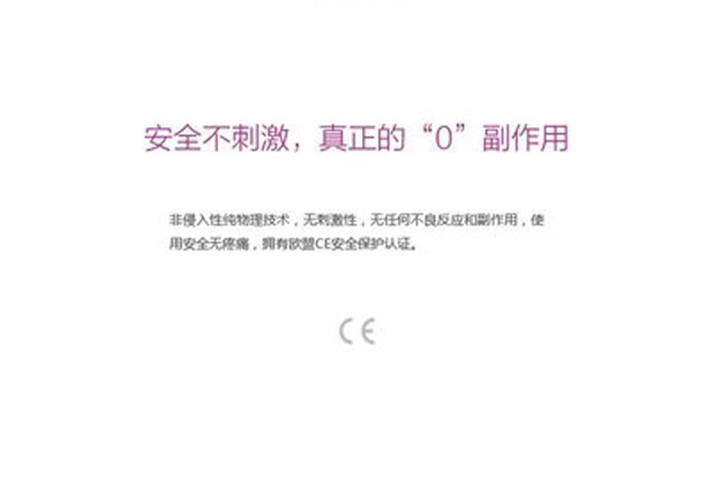 安全不刺激，真正的“0”副作用
非侵入性纯物理技术，无刺激性，无任何不良反应和副作用，使
用安全无疼痛，拥有欧盟CE安全保护认证。
CE